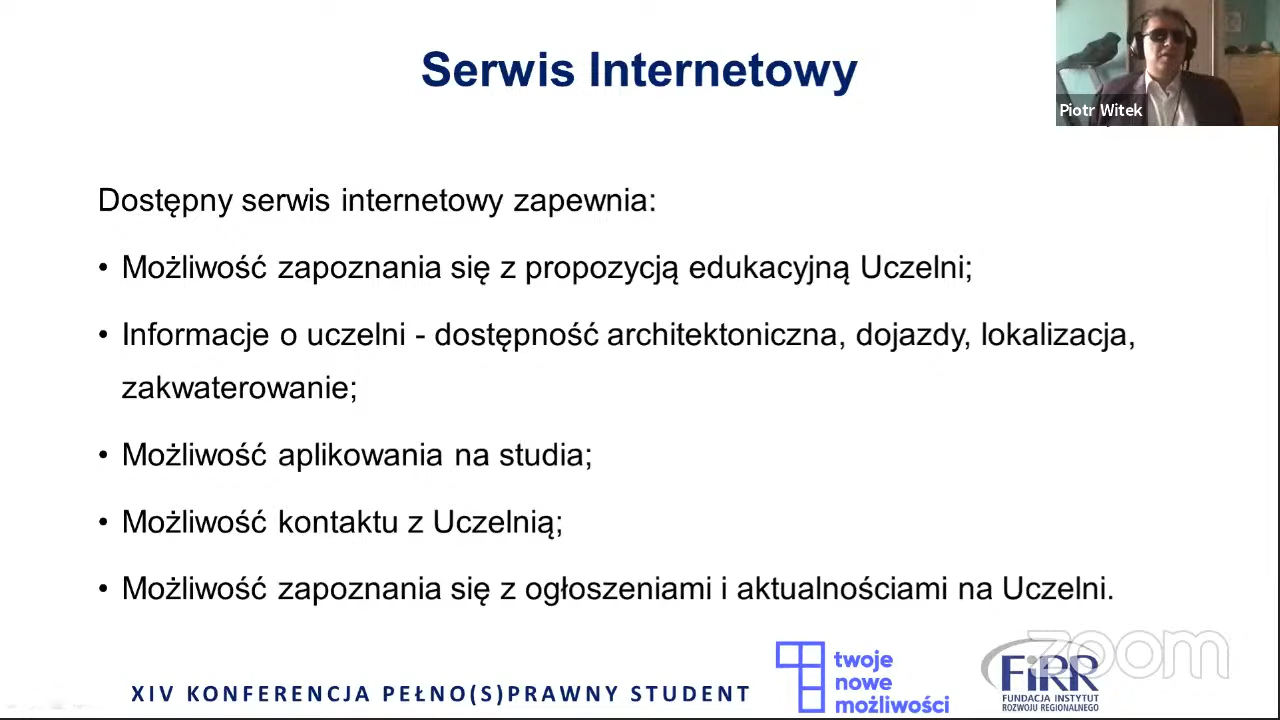 Serwis Internetowy
Piotr Witek
Dostępny serwis internetowy zapewnia:
• Możliwość zapoznania się z propozycją edukacyjną Uczelni;
• Informacje o uczelni - dostępność architektoniczna, dojazdy, lokalizacja,
zakwaterowanie;
• Możliwość aplikowania na studia;
• Możliwość kontaktu z Uczelnią;
• Możliwość zapoznania się z ogłoszeniami i aktualnościami na Uczelni.
XIV KONFERENCJA PEŁNO(S)PRAWNY STUDENT
twoje
nowe
możliwości
FiRR
FUNDACJA INSTYTUT
ROZWOJU REGIONALNEGO
zoom